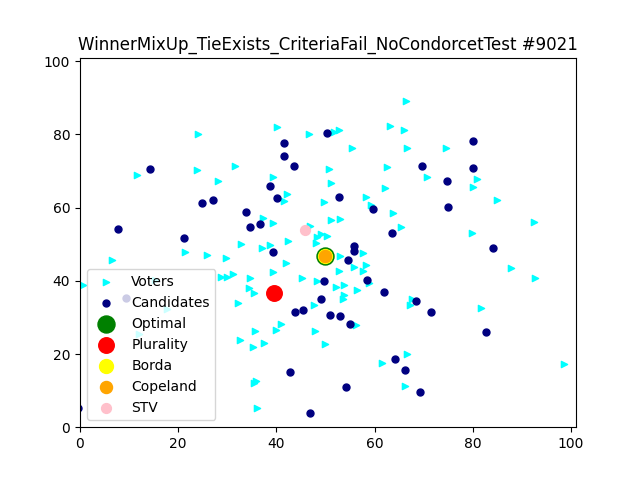 WinnerMixUp_TieExists_CriteriaFail_NoCondorcetTest #9021
100
80
60
40
20
0
Voters
Candidates
Optimal
Plurality
Borda
Copeland
STV
0
20
40
60
80
100